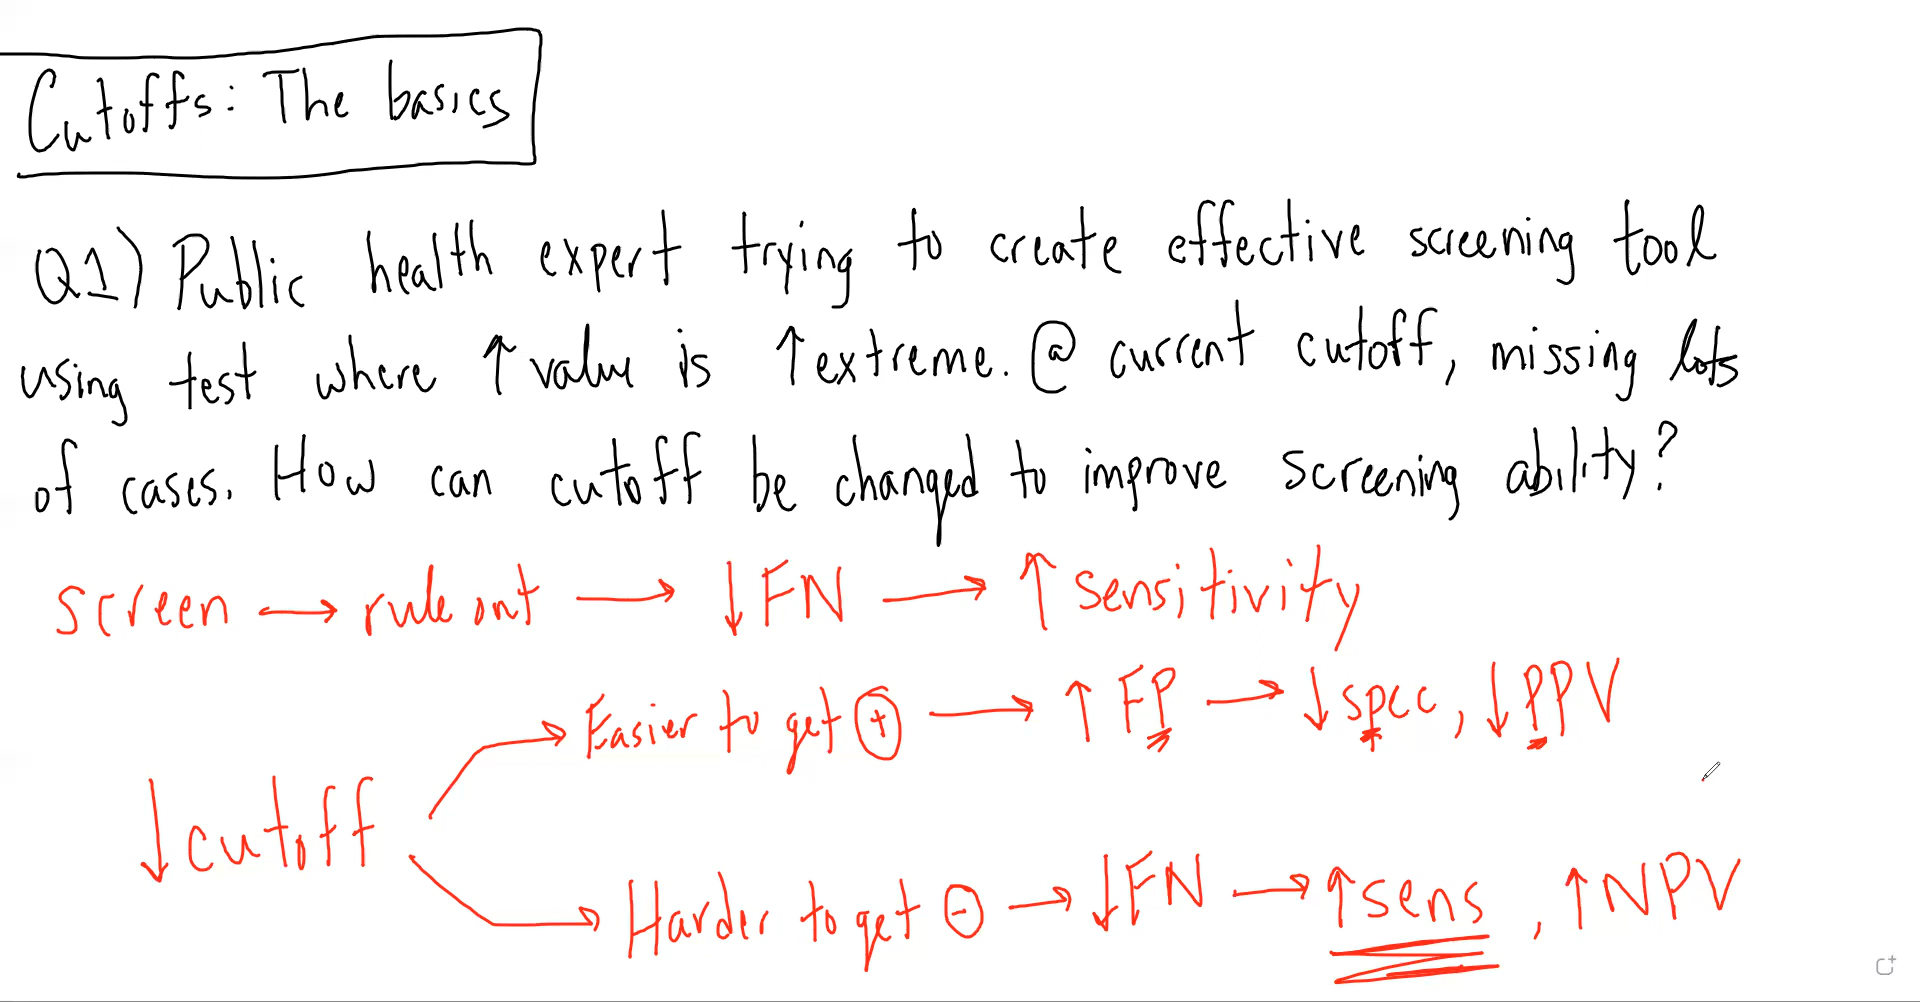 Cutoffs: The basics
Q1) Public health expert trying to create effective screening tool
using test where ↑ value is ↑ extreme. @ current cutoff, missing lots
of cases. How can cutoff be changed to improve screening ability?
screen → rule out → ↓ FN → ↑ sensitivity
→ Easier to get ⊕ → ↑ FP → ↓ spec, ↓ PPV
↓ cutoff
→ Harder to get ⊖ → ↓ FN → ↑ sens, ↑ NPV